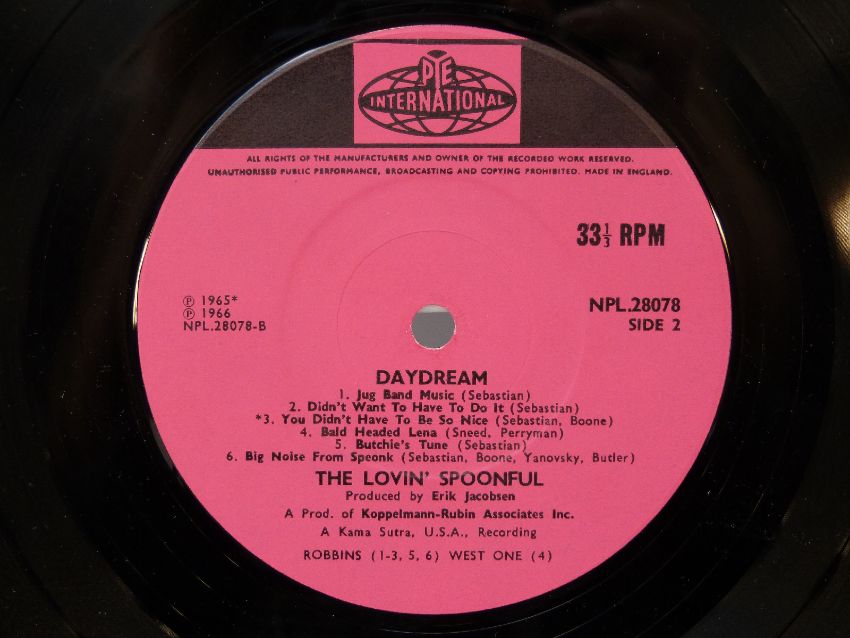 PYE
INTERNATIONAL
ALL RIGHTS OF THE MANUFACTURERS AND OWNER OF THE RECORDED WORK RESERVED.
UNAUTHORISED PUBLIC PERFORMANCE, BROADCASTING AND COPYING PROHIBITED. MADE IN ENGLAND.
33⅓ RPM
℗ 1965*
℗ 1966
NPL.28078-B
NPL.28078
SIDE 2
DAYDREAM
1. Jug Band Music (Sebastian)
2. Didn't Want To Have To Do It (Sebastian)
*3. You Didn't Have To Be So Nice (Sebastian, Boone)
4. Bald Headed Lena (Sneed, Perryman)
5. Butchie's Tune (Sebastian)
6. Big Noise From Speonk (Sebastian, Boone, Yanovsky, Butler)
THE LOVIN' SPOONFUL
Produced by Erik Jacobsen
A Prod. of Koppelmann-Rubin Associates Inc.
A Kama Sutra, U.S.A., Recording
ROBBINS (1-3, 5, 6) WEST ONE (4)